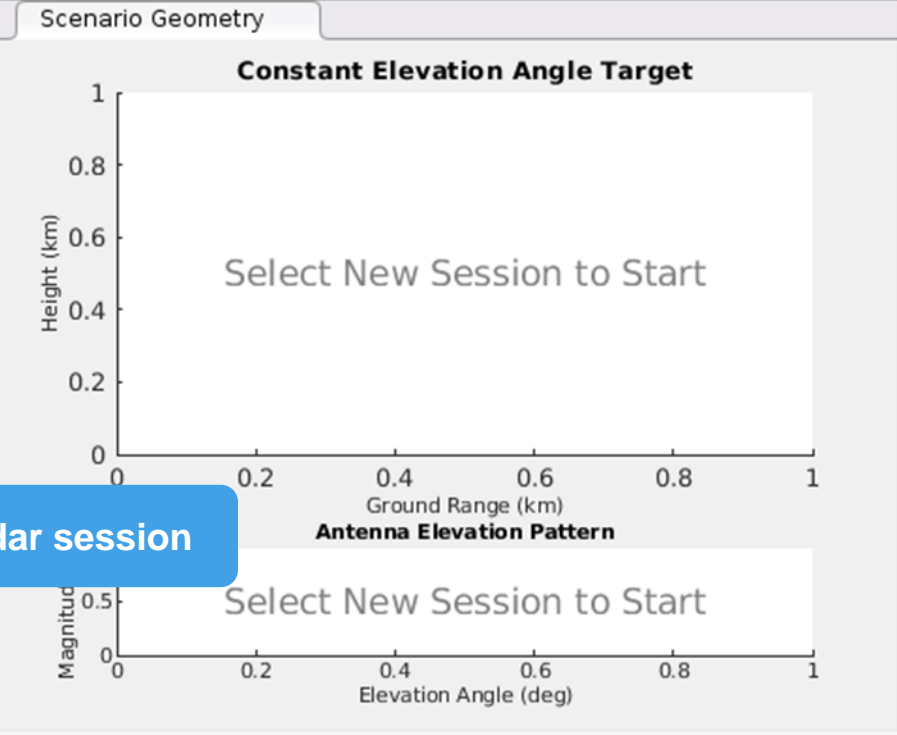 Scenario Geometry
Constant Elevation Angle Target
1
0.8
0.6
0.4
0.2
0
Height (km)
Select New Session to Start
0 0.2 0.4 0.6 0.8 1
Ground Range (km)
session
Antenna Elevation Pattern
0.5
0
Select New Session to Start
0 0.2 0.4 0.6 0.8 1
Elevation Angle (deg)